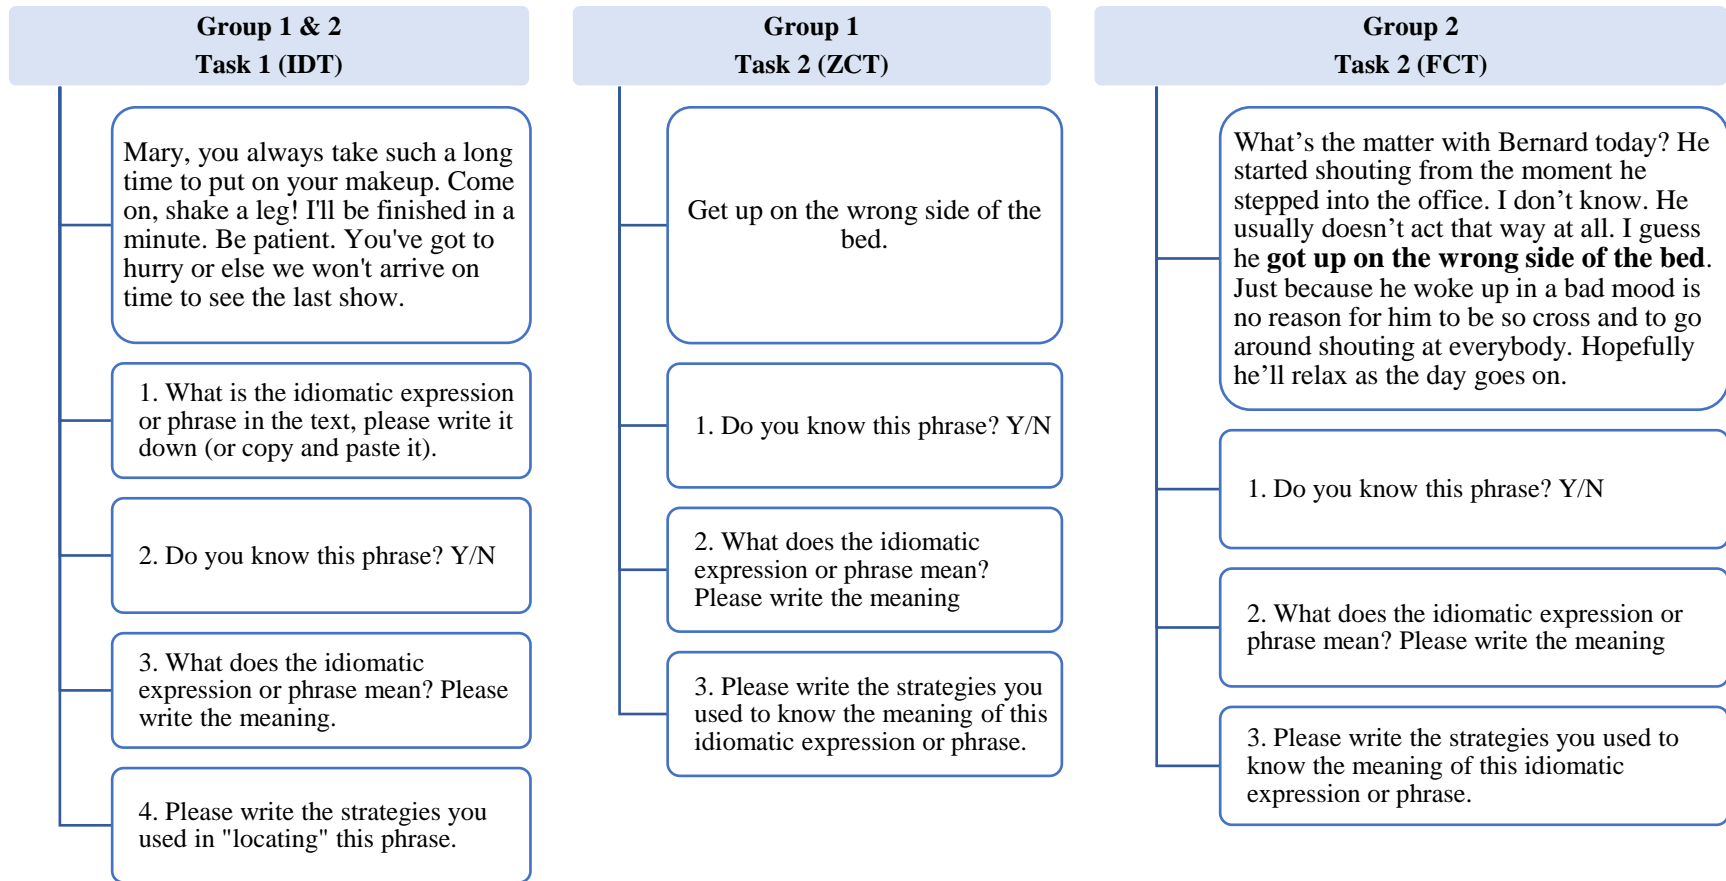 Group 1 & 2
Task 1 (IDT)
Mary, you always take such a long
time to put on your makeup. Come
on, shake a leg! I'll be finished in a
minute. Be patient. You've got to
hurry or else we won't arrive on
time to see the last show.
1. What is the idiomatic expression
or phrase in the text, please write it
down (or copy and paste it).
2. Do you know this phrase? Y/N
3. What does the idiomatic
expression or phrase mean? Please
write the meaning.
4. Please write the strategies you
used in "locating" this phrase.
Group 1
Task 2 (ZCT)
Get up on the wrong side of the
bed.
1. Do you know this phrase? Y/N
2. What does the idiomatic
expression or phrase mean?
Please write the meaning
3. Please write the strategies you
used to know the meaning of this
idiomatic expression or phrase.
Group 2
Task 2 (FCT)
What’s the matter with Bernard today? He
started shouting from the moment he
stepped into the office. I don’t know. He
usually doesn’t act that way at all. I guess
he got up on the wrong side of the bed.
Just because he woke up in a bad mood is
no reason for him to be so cross and to go
around shouting at everybody. Hopefully
he’ll relax as the day goes on.
1. Do you know this phrase? Y/N
2. What does the idiomatic expression or
phrase mean? Please write the meaning
3. Please write the strategies you used to
know the meaning of this idiomatic
expression or phrase.